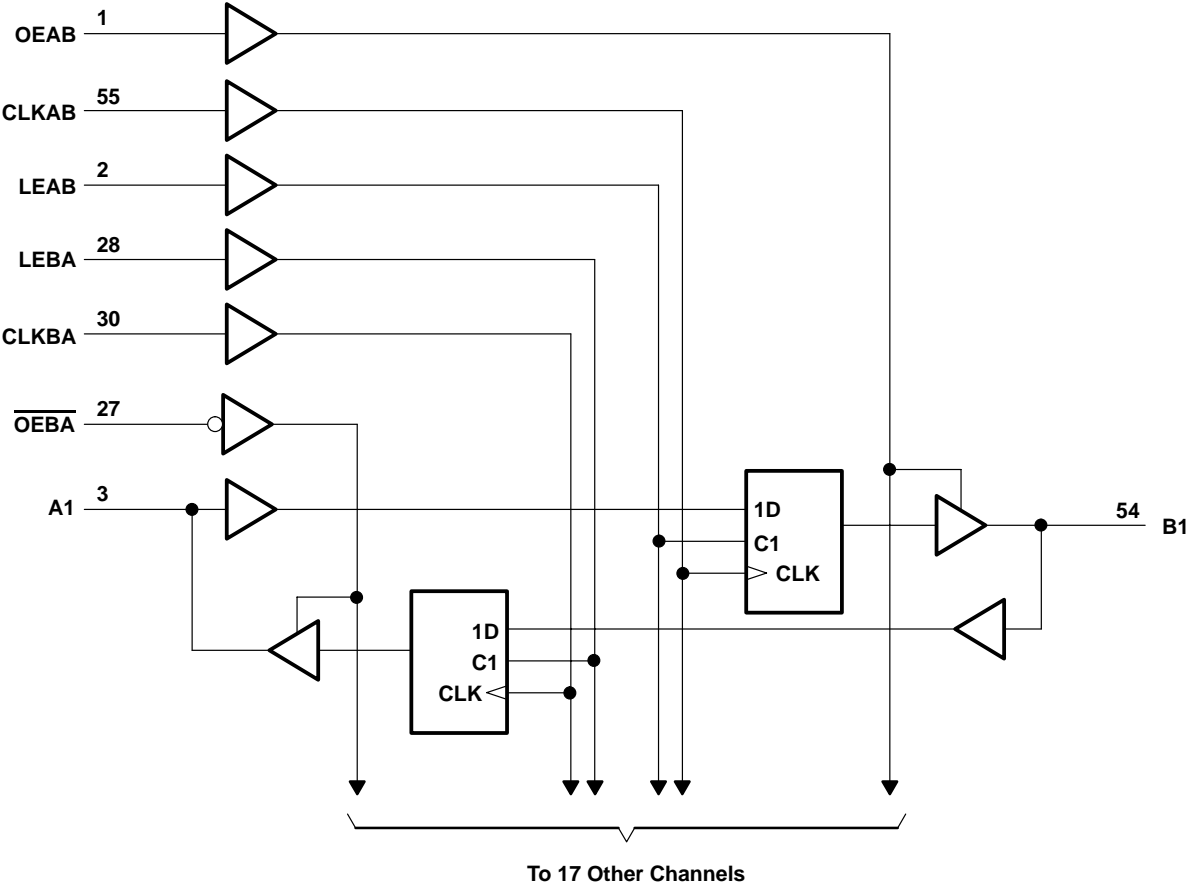 OEAB 1
CLKAB 55
LEAB 2
LEBA 28
CLKBA 30
OEBA 27
A1 3
1D
C1
CLK
54 B1
1D
C1
CLK
To 17 Other Channels